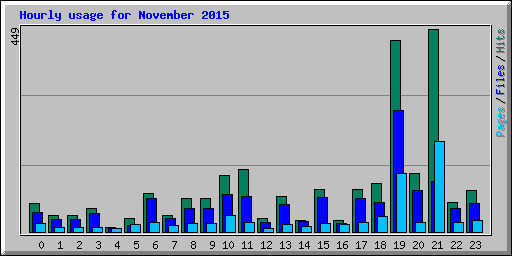 Hourly usage for November 2015
449
Pages / Files / Hits
0 1 2 3 4 5 6 7 8 9 10 11 12 13 14 15 16 17 18 19 20 21 22 23